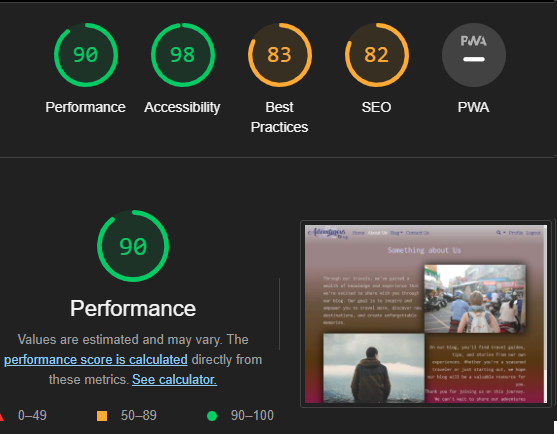 90
98
83
82
PWA
Performance
Accessibility
Best
Practices
SEO
PWA
90
Performance
Values are estimated and may vary. The
performance score is calculated directly from
these metrics. See calculator.
0–49
50–89
90–100
Home About Us Blog Contact Us
Profile Logout
Something about Us
Through our travels, we've gained a
wealth of knowledge and experience that
we're excited to share with you through
our blog. Our goal is to inspire and
empower you to travel more, discover new
destinations, and create unforgettable
memories.
On our blog, you'll find travel guides,
tips, and stories from our own
experiences. Whether you're a seasoned
traveler or just starting out, we hope
our blog will be a valuable resource for
you.
Thank you for joining us on this journey.
We can't wait to share our adventures